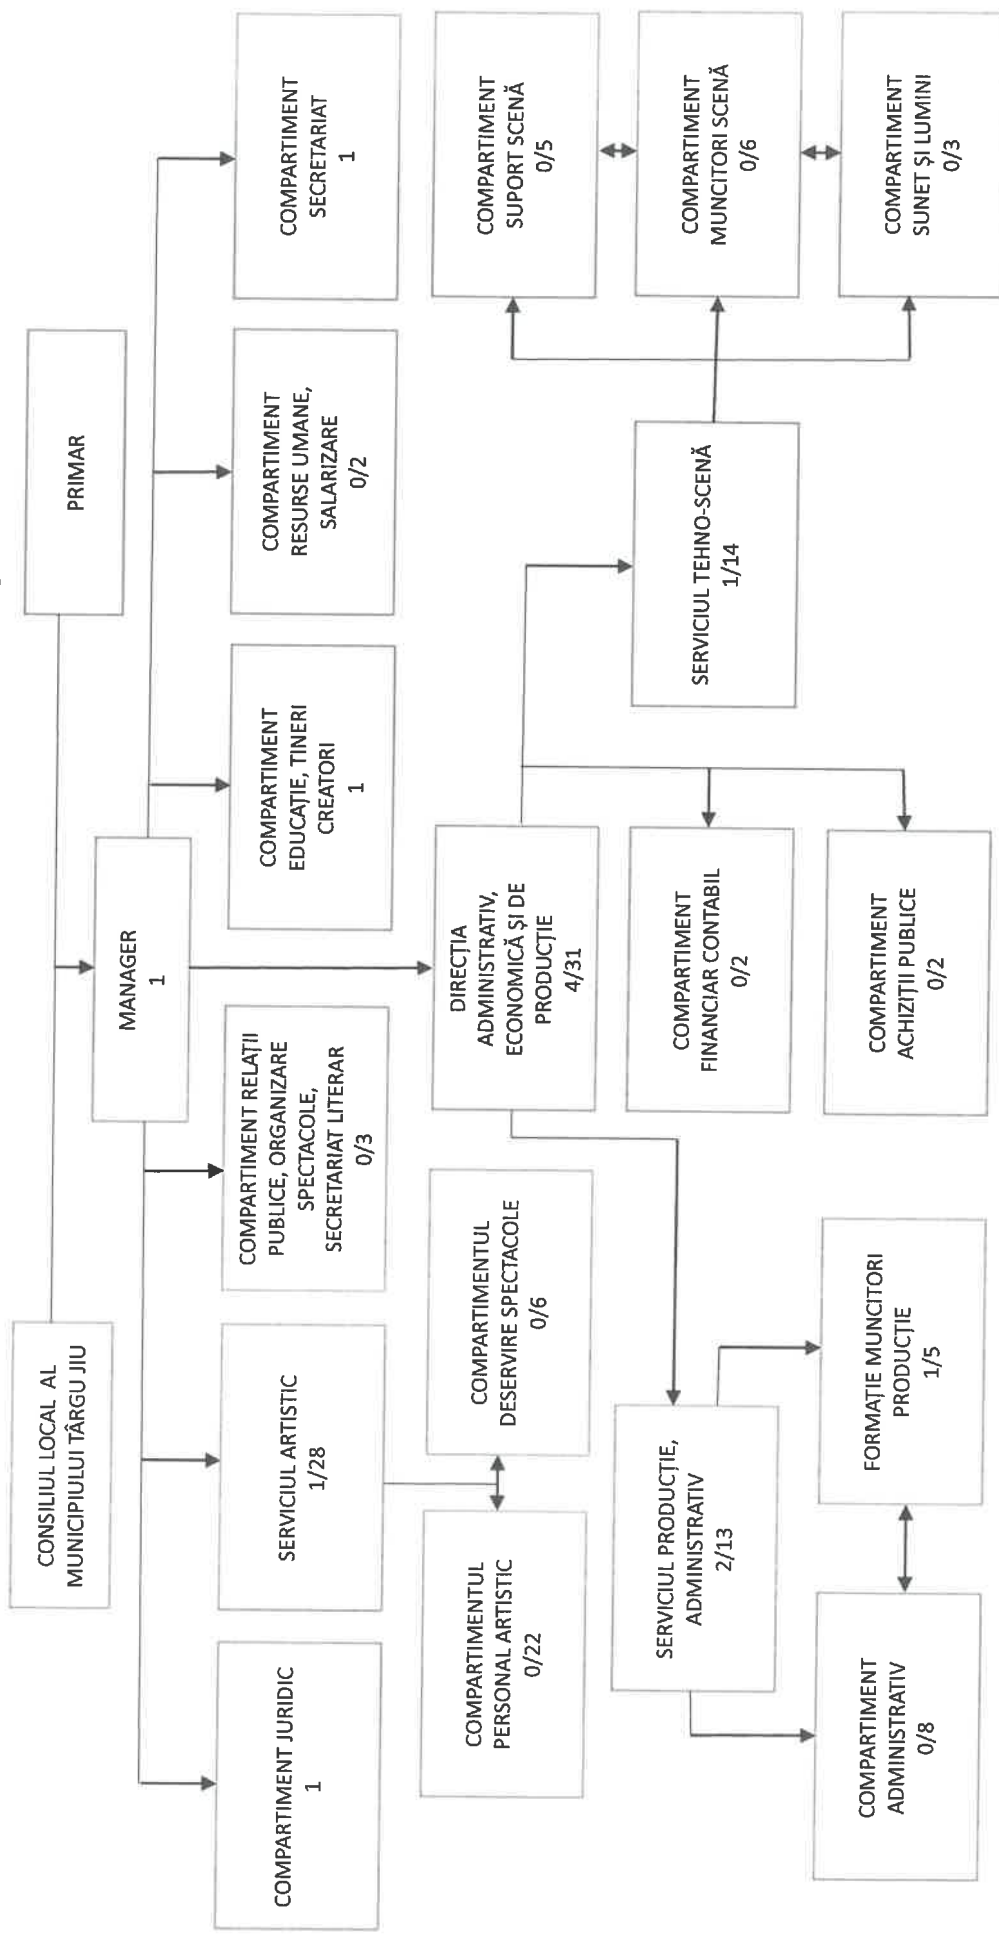 CONSILIUL LOCAL AL
MUNICIPIULUI TÂRGU JIU
PRIMAR
MANAGER
1
COMPARTIMENT JURIDIC
1
SERVICIUL ARTISTIC
1/28
COMPARTIMENT RELAȚII
PUBLICE, ORGANIZARE
SPECTACOLE,
SECRETARIAT LITERAR
0/3
COMPARTIMENT
EDUCAȚIE, TINERI
CREATORI
1
COMPARTIMENT
RESURSE UMANE,
SALARIZARE
0/2
COMPARTIMENT
SECRETARIAT
1
COMPARTIMENTUL
PERSONAL ARTISTIC
0/22
COMPARTIMENTUL
DESERVIRE SPECTACOLE
0/6
DIRECȚIA
ADMINISTRATIV,
ECONOMICĂ ȘI DE
PRODUCȚIE
4/31
COMPARTIMENT
SUPORT SCENĂ
0/5
SERVICIUL PRODUCȚIE,
ADMINISTRATIV
2/13
COMPARTIMENT
FINANCIAR CONTABIL
0/2
SERVICIUL TEHNO-SCENĂ
1/14
COMPARTIMENT
MUNCITORI SCENĂ
0/6
COMPARTIMENT
ADMINISTRATIV
0/8
FORMAȚIE MUNCITORI
PRODUCȚIE
1/5
COMPARTIMENT
ACHIZIȚII PUBLICE
0/2
COMPARTIMENT
SUNET ȘI LUMINI
0/3